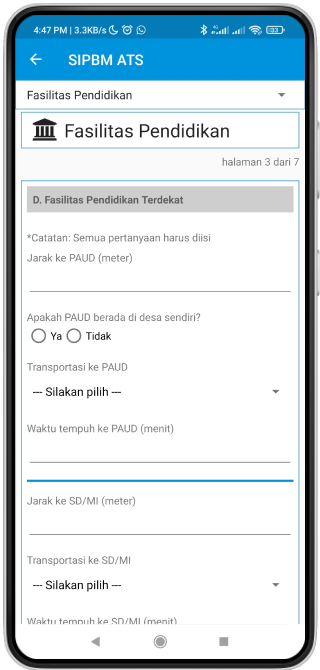 4:47 PM | 3.3KB/s
SIPBM ATS
Fasilitas Pendidikan
Fasilitas Pendidikan
halaman 3 dari 7
D. Fasilitas Pendidikan Terdekat
*Catatan: Semua pertanyaan harus diisi
Jarak ke PAUD (meter)
Apakah PAUD berada di desa sendiri?
Ya Tidak
Transportasi ke PAUD
--- Silakan pilih ---
Waktu tempuh ke PAUD (menit)
Jarak ke SD/MI (meter)
Transportasi ke SD/MI
--- Silakan pilih ---
Waktu tempuh ke SD/MI (menit)